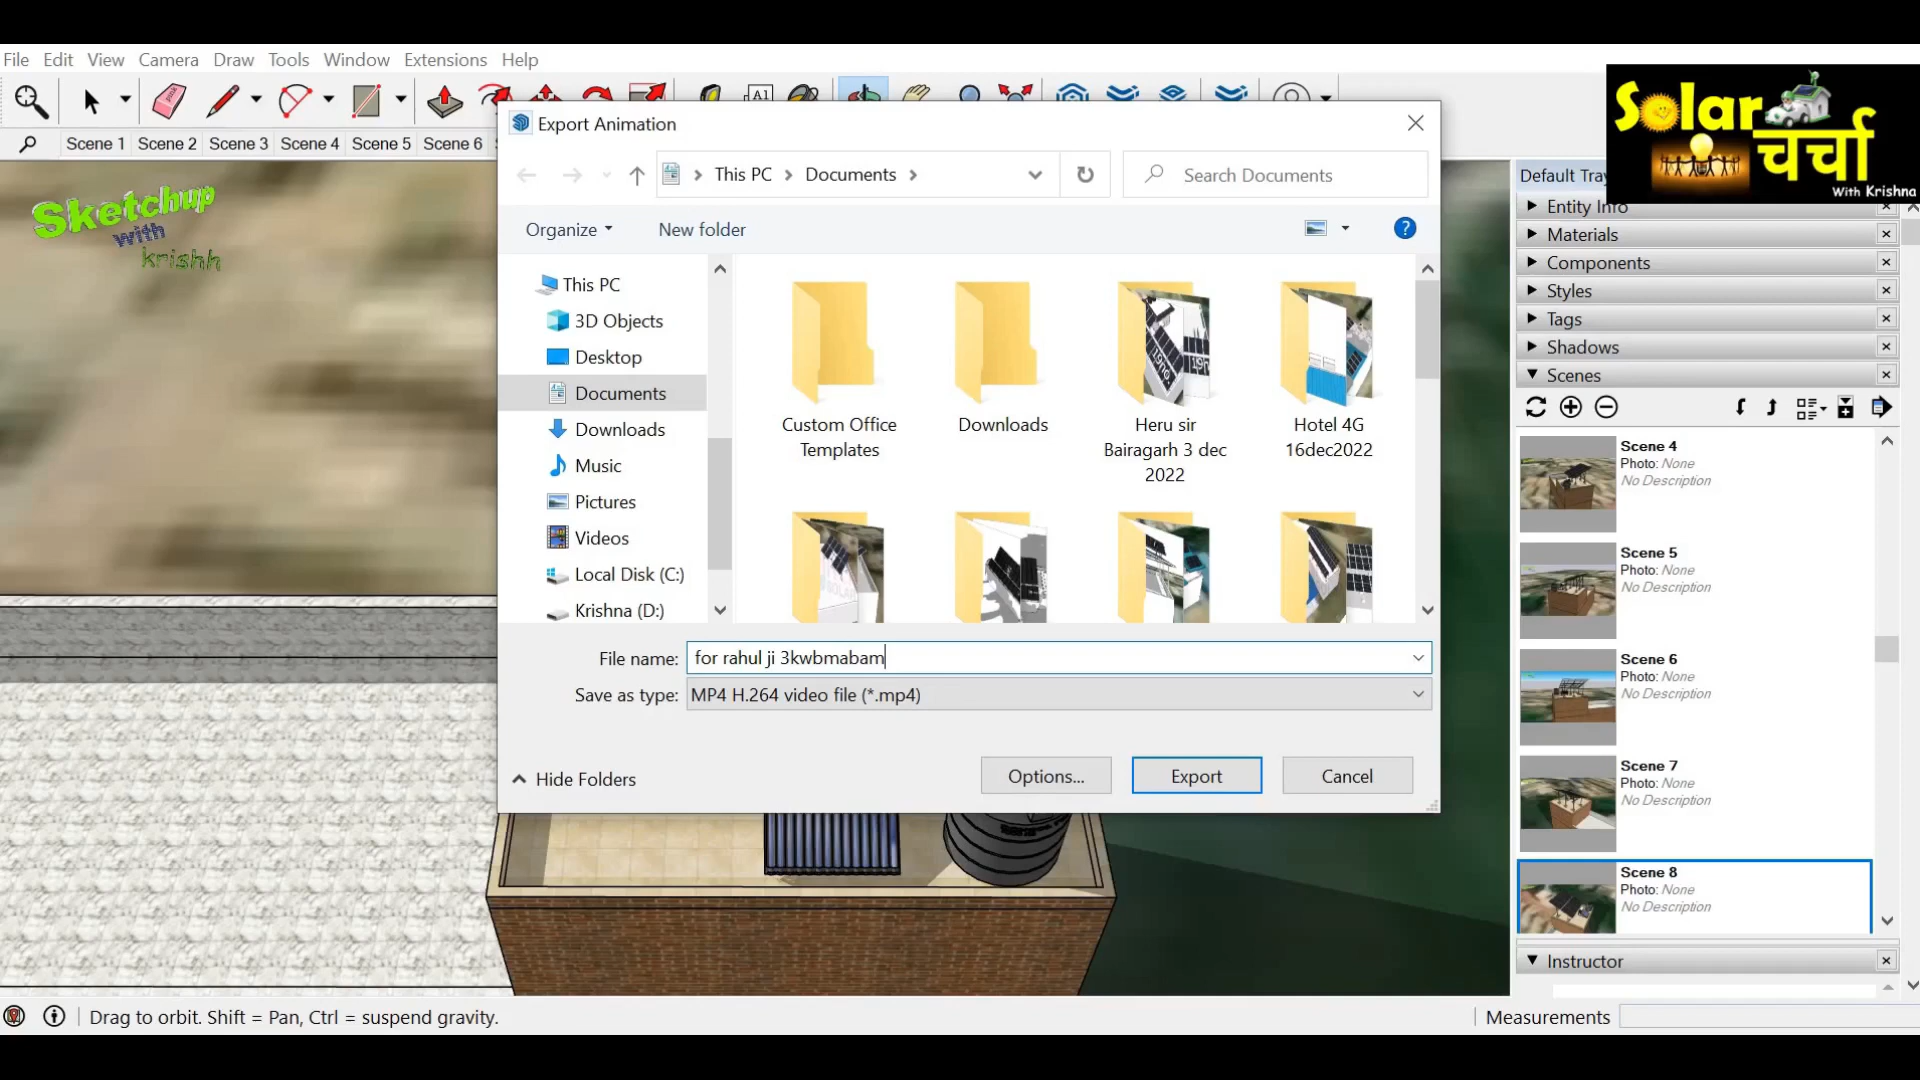 File Edit View Camera Draw Tools Window Extensions Help
Solar
चर्चा
With Krishna
Scene 1 Scene 2 Scene 3 Scene 4 Scene 5 Scene 6
Sketchup
with
krishh
Export Animation
This PC Documents
Search Documents
Organize New folder
This PC
3D Objects
Desktop
Documents
Downloads
Music
Pictures
Videos
Local Disk (C:)
Krishna (D:)
Custom Office
Templates
Downloads
Heru sir
Bairagarh 3 dec
2022
Hotel 4G
16dec2022
File name: for rahul ji 3kwbmabam
Save as type: MP4 H.264 video file (*.mp4)
Hide Folders
Options... Export Cancel
Default Tray
Entity Info
Materials
Components
Styles
Tags
Shadows
Scenes
Scene 4
Photo: None
No Description
Scene 5
Photo: None
No Description
Scene 6
Photo: None
No Description
Scene 7
Photo: None
No Description
Scene 8
Photo: None
No Description
Instructor
Drag to orbit. Shift = Pan, Ctrl = suspend gravity.
Measurements